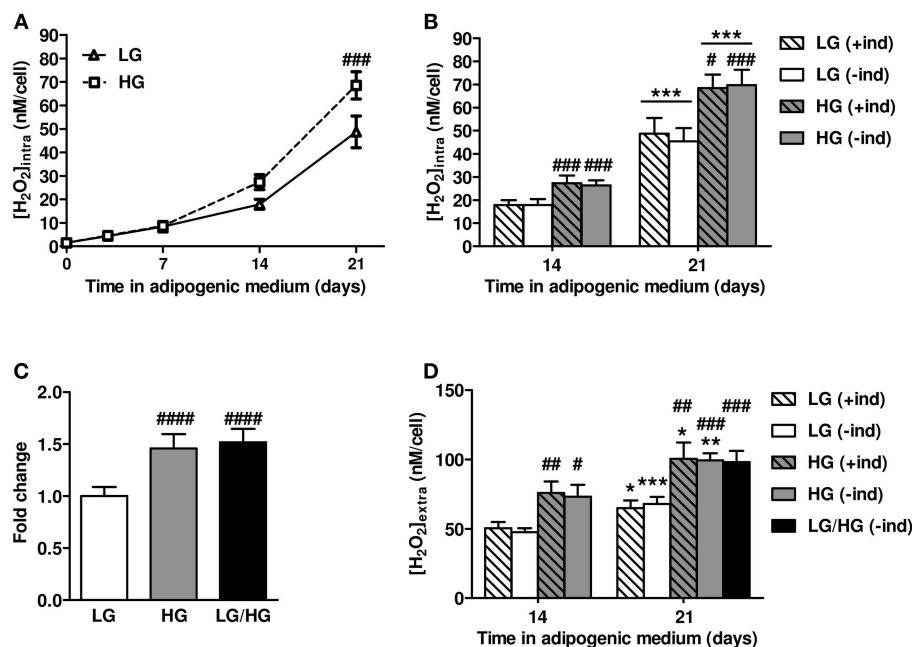 A
[H₂O₂]intra (nM/cell)
90
80
70
60
50
40
30
20
10
0
LG
HG
###
0 7 14 21
Time in adipogenic medium (days)
B
[H₂O₂]intra (nM/cell)
90
80
70
60
50
40
30
20
10
0
### ###
***
***
# ###
14 21
Time in adipogenic medium (days)
LG (+ind)
LG (-ind)
HG (+ind)
HG (-ind)
C
Fold change
2.0
1.5
1.0
0.5
0.0
#### ####
LG HG LG/HG
D
[H₂O₂]extra (nM/cell)
100
50
0
## #
* ***
## ### ###
* **
14 21
Time in adipogenic medium (days)
LG (+ind)
LG (-ind)
HG (+ind)
HG (-ind)
LG/HG (-ind)